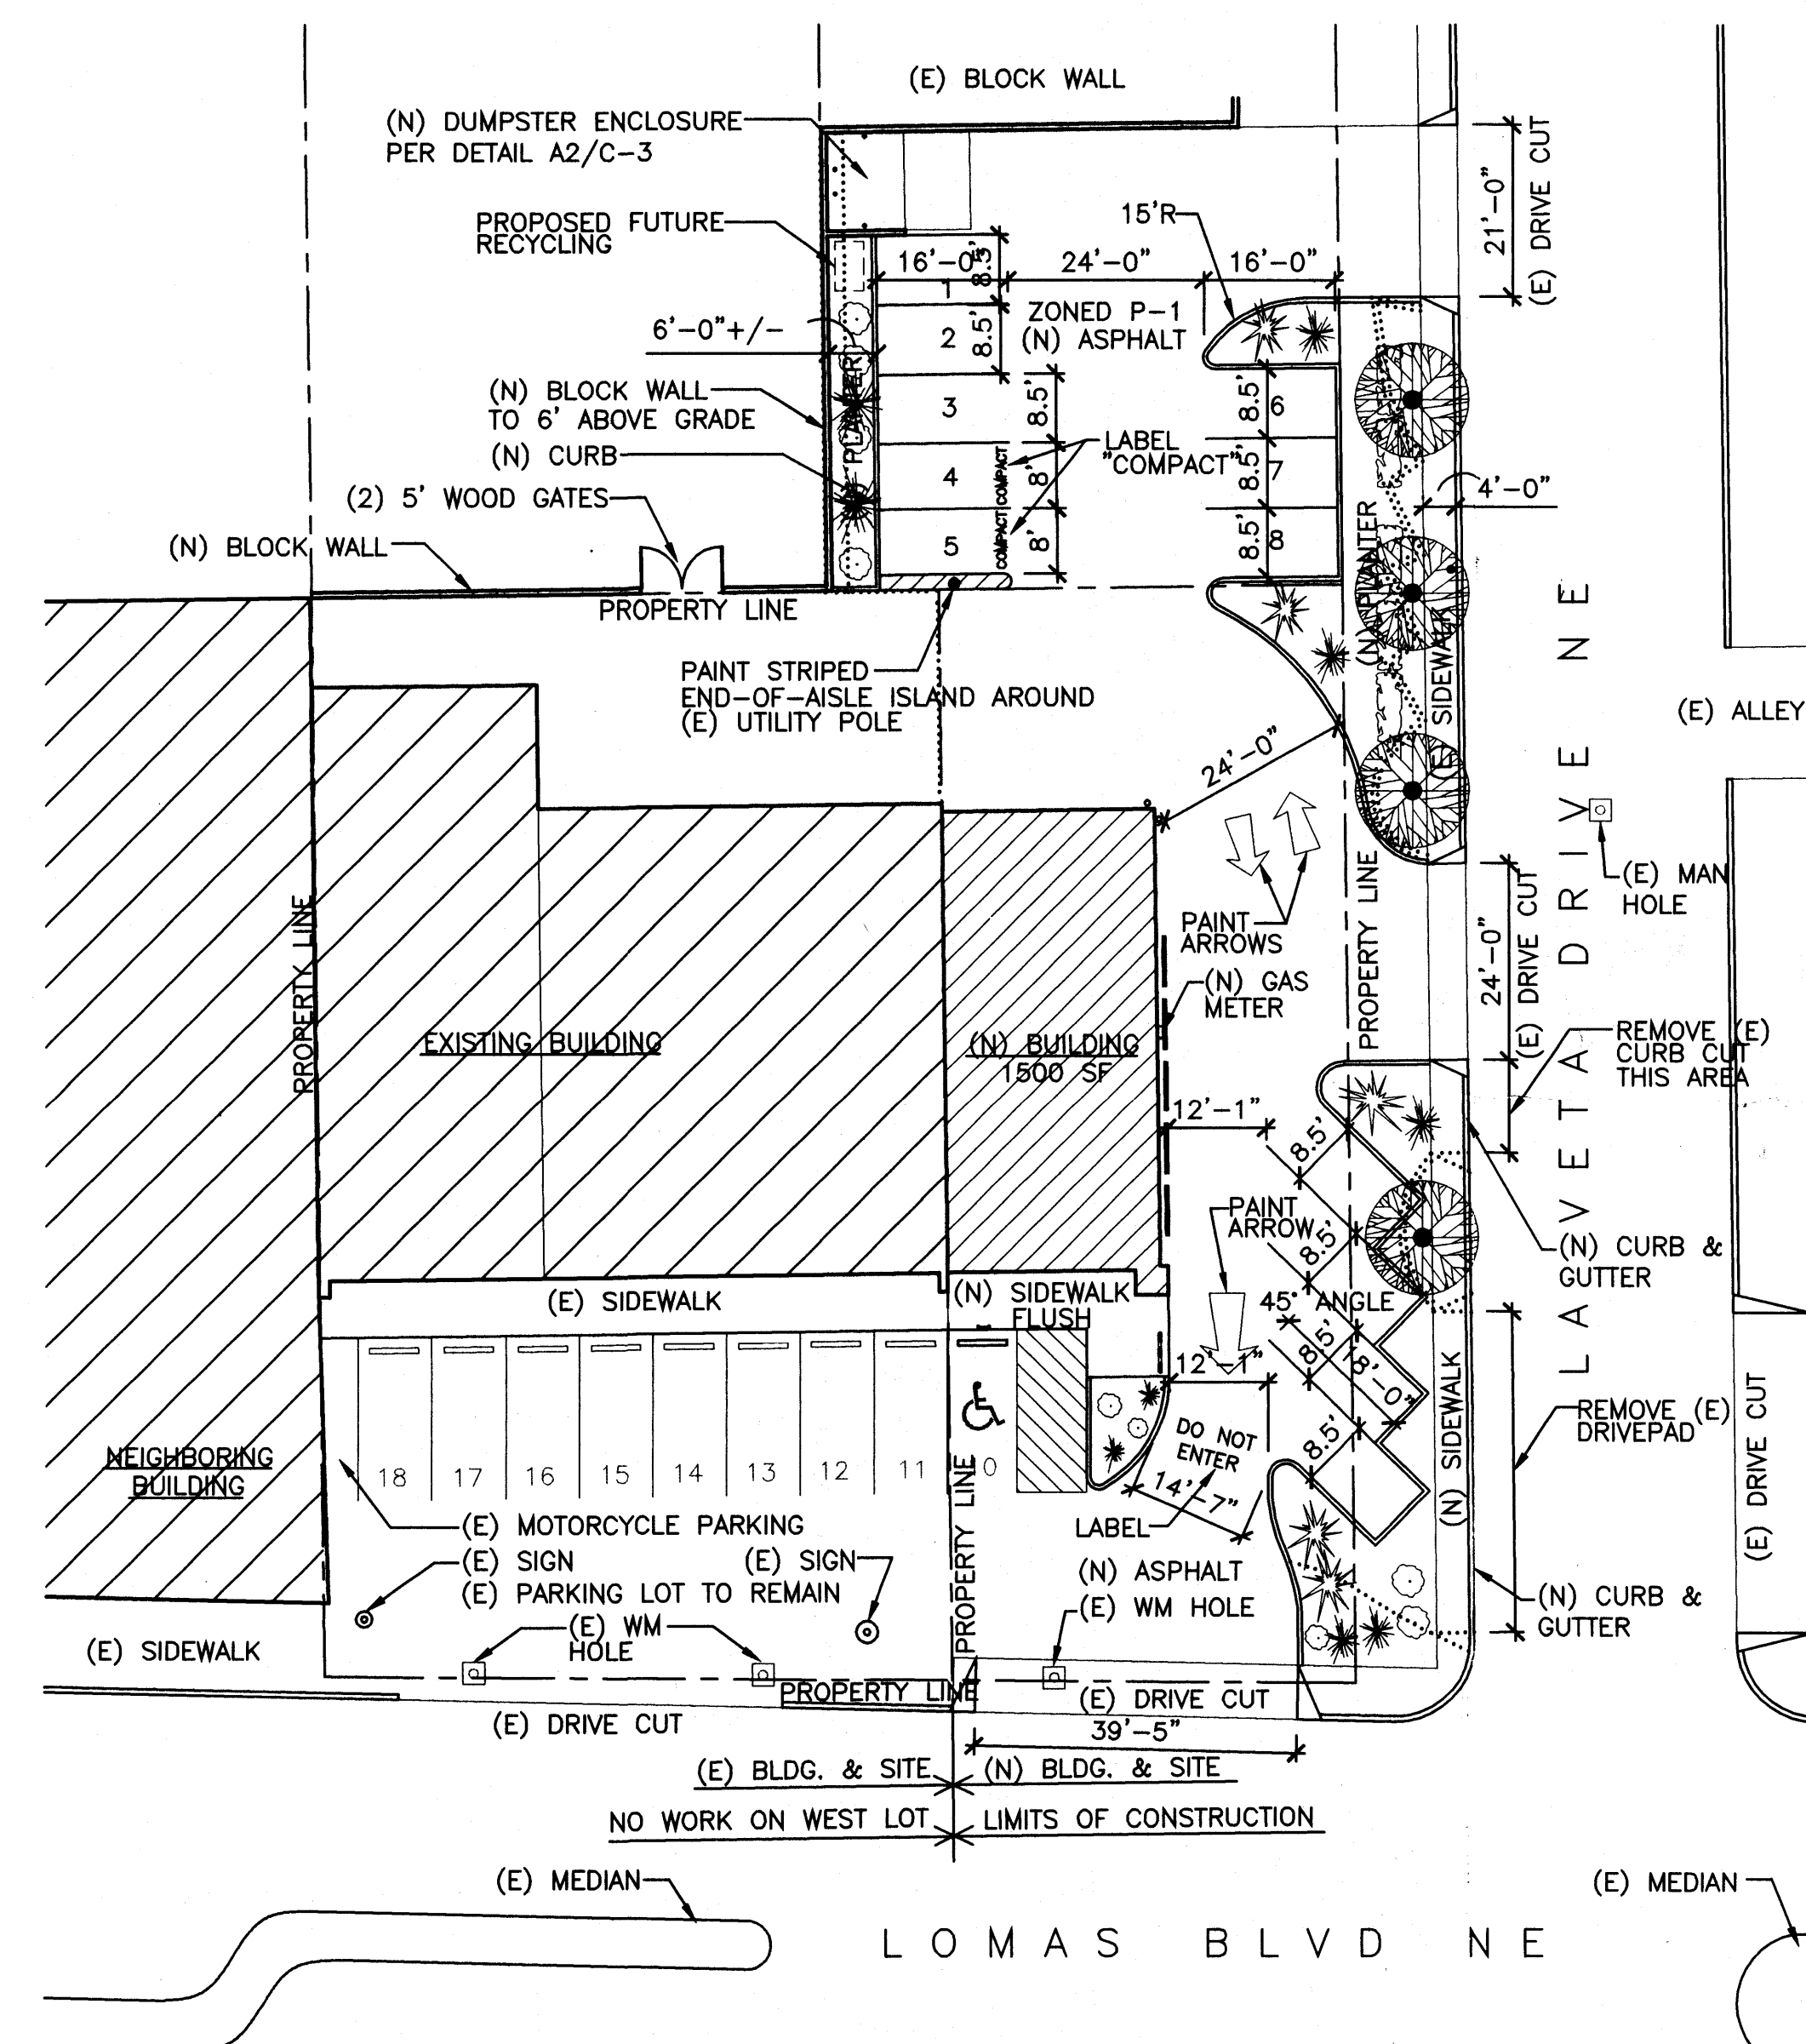 (E) BLOCK WALL
(N) DUMPSTER ENCLOSURE
PER DETAIL A2/C-3
21'-0"
(E) DRIVE CUT
PROPOSED FUTURE
RECYCLING
15'R
16'-0"
24'-0"
16'-0"
8.5'
1
ZONED P-1
(N) ASPHALT
6'-0"+/-
2
8.5'
(N) BLOCK WALL
TO 6' ABOVE GRADE
PLANTER
3
8.5'
8.5'
6
(N) CURB
LABEL
"COMPACT"
4
COMPACT
8'
8.5'
7
4'-0"
(2) 5' WOOD GATES
(N) BLOCK WALL
5
COMPACT
8'
8.5'
8
(N) PLANTER
(E) SIDEWALK
PROPERTY LINE
PAINT STRIPED
END-OF-AISLE ISLAND AROUND
(E) UTILITY POLE
(E) ALLEY
24'-0"
LA VETA DRIVE NE
(E) MAN
HOLE
PAINT
ARROWS
PROPERTY LINE
24'-0"
(E) DRIVE CUT
PROPERTY LINE
(N) GAS
METER
EXISTING BUILDING
(N) BUILDING
1500 SF
REMOVE (E)
CURB CUT
THIS AREA
12'-1"
8.5'
PAINT
ARROW
8.5'
(N) CURB &
GUTTER
(E) SIDEWALK
(N) SIDEWALK
FLUSH
45° ANGLE
8.5'
18'-0"
12'-1"
(N) SIDEWALK
REMOVE (E)
DRIVEPAD
(E) DRIVE CUT
DO NOT
ENTER
8.5'
NEIGHBORING
BUILDING
18
17
16
15
14
13
12
11
0
14'-7"
PROPERTY LINE
(E) MOTORCYCLE PARKING
LABEL
(E) SIGN
(E) SIGN
(E) PARKING LOT TO REMAIN
(N) ASPHALT
(E) WM HOLE
(N) CURB &
GUTTER
(E) WM
HOLE
(E) SIDEWALK
PROPERTY LINE
(E) DRIVE CUT
(E) DRIVE CUT
39'-5"
(E) BLDG. & SITE
(N) BLDG. & SITE
NO WORK ON WEST LOT
LIMITS OF CONSTRUCTION
(E) MEDIAN
(E) MEDIAN
LOMAS BLVD NE